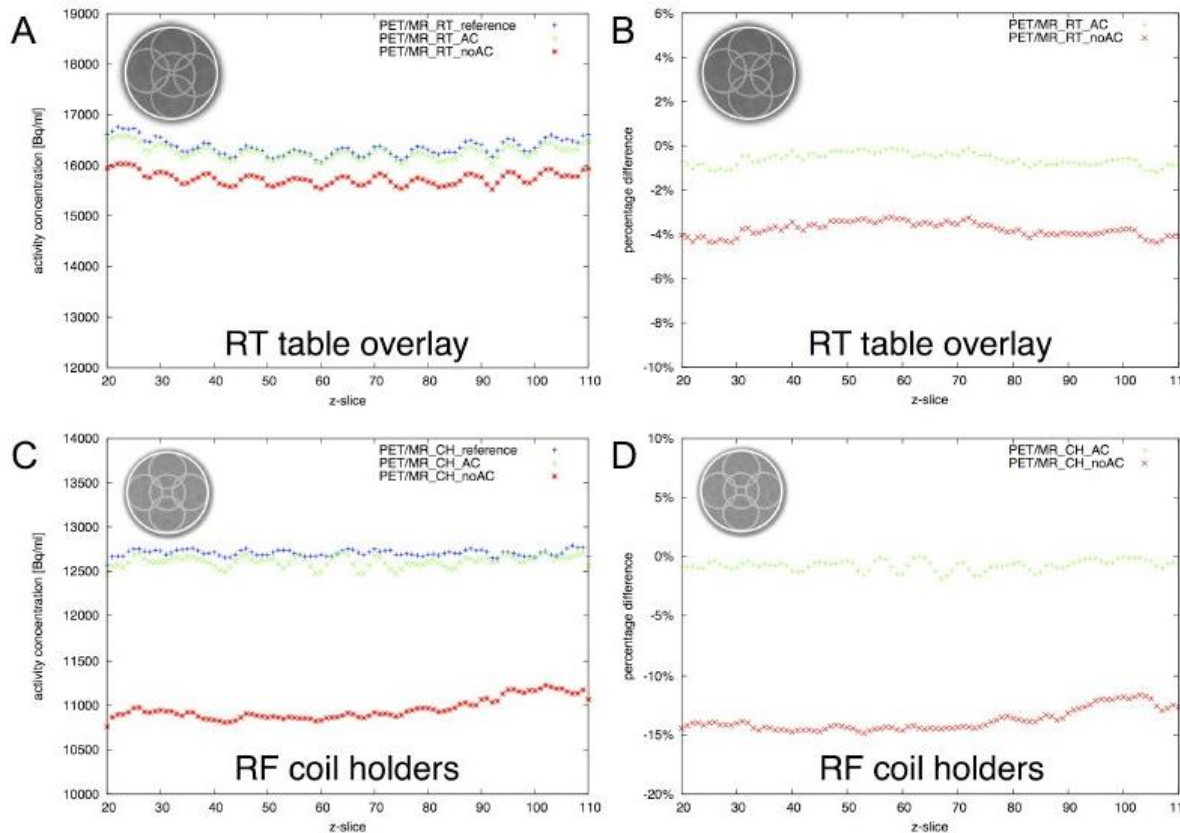 A
19000
18000
17000
16000
15000
14000
13000
12000
20 30 40 50 60 70 80 90 100 110
activity concentration [Bq/ml]
z-slice
PET/MR_RT_reference
PET/MR_RT_AC
PET/MR_RT_noAC
RT table overlay
B
6%
4%
2%
0%
-2%
-4%
-6%
-8%
-10%
20 30 40 50 60 70 80 90 100 110
percentage difference
z-slice
PET/MR_RT_AC
PET/MR_RT_noAC
RT table overlay
C
14000
13500
13000
12500
12000
11500
11000
10500
10000
20 30 40 50 60 70 80 90 100 110
activity concentration [Bq/ml]
z-slice
PET/MR_CH_reference
PET/MR_CH_AC
PET/MR_CH_noAC
RF coil holders
D
10%
5%
0%
-5%
-10%
-15%
-20%
20 30 40 50 60 70 80 90 100 110
percentage difference
z-slice
PET/MR_CH_AC
PET/MR_CH_noAC
RF coil holders